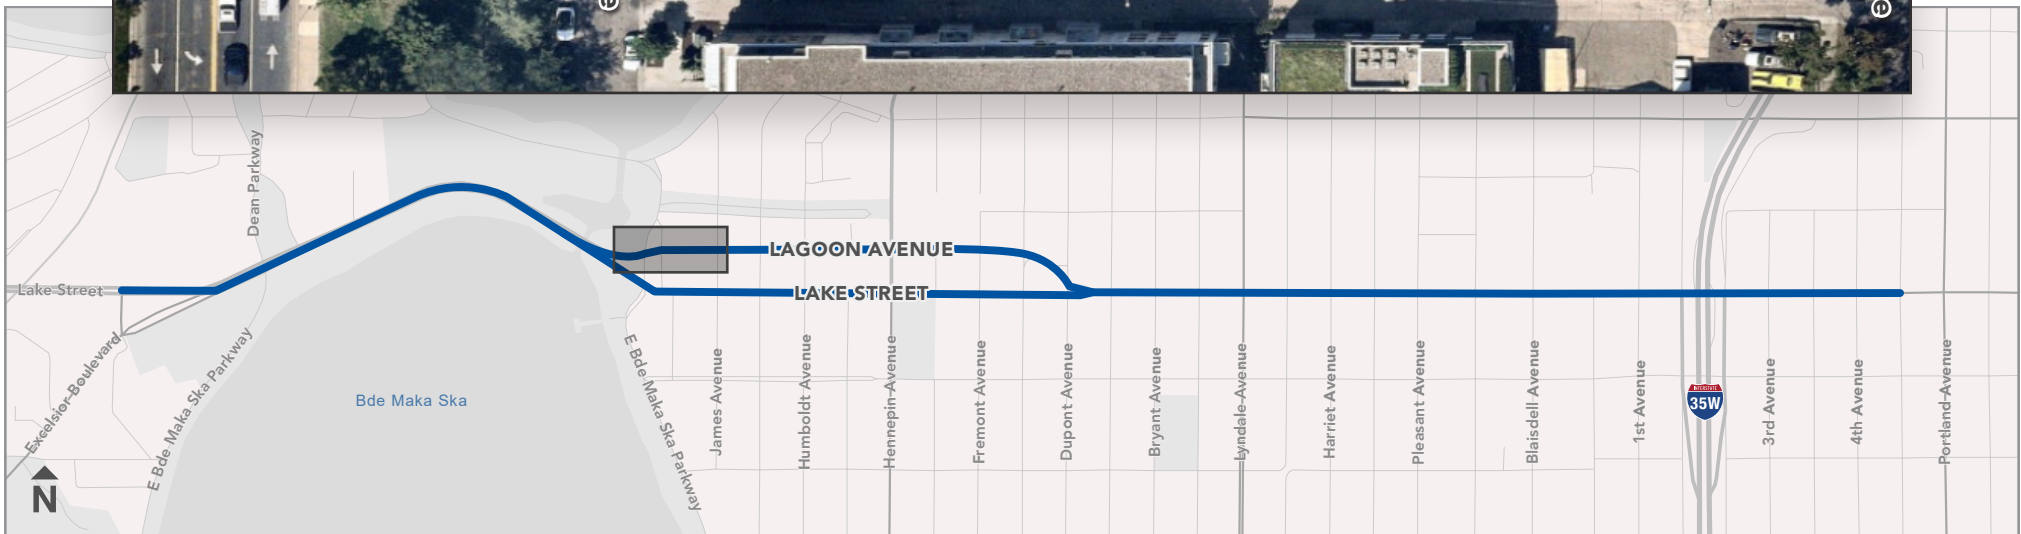 Dean Parkway
LAGOON AVENUE
Lake Street
LAKE STREET
Excelsior Boulevard
E Bde Maka Ska Parkway
Bde Maka Ska
E Bde Maka Ska Parkway
James Avenue
Humboldt Avenue
Hennepin Avenue
Fremont Avenue
Dupont Avenue
Bryant Avenue
Lyndale Avenue
Harriet Avenue
Pleasant Avenue
Blaisdell Avenue
1st Avenue
INTERSTATE
35W
3rd Avenue
4th Avenue
Portland Avenue
N